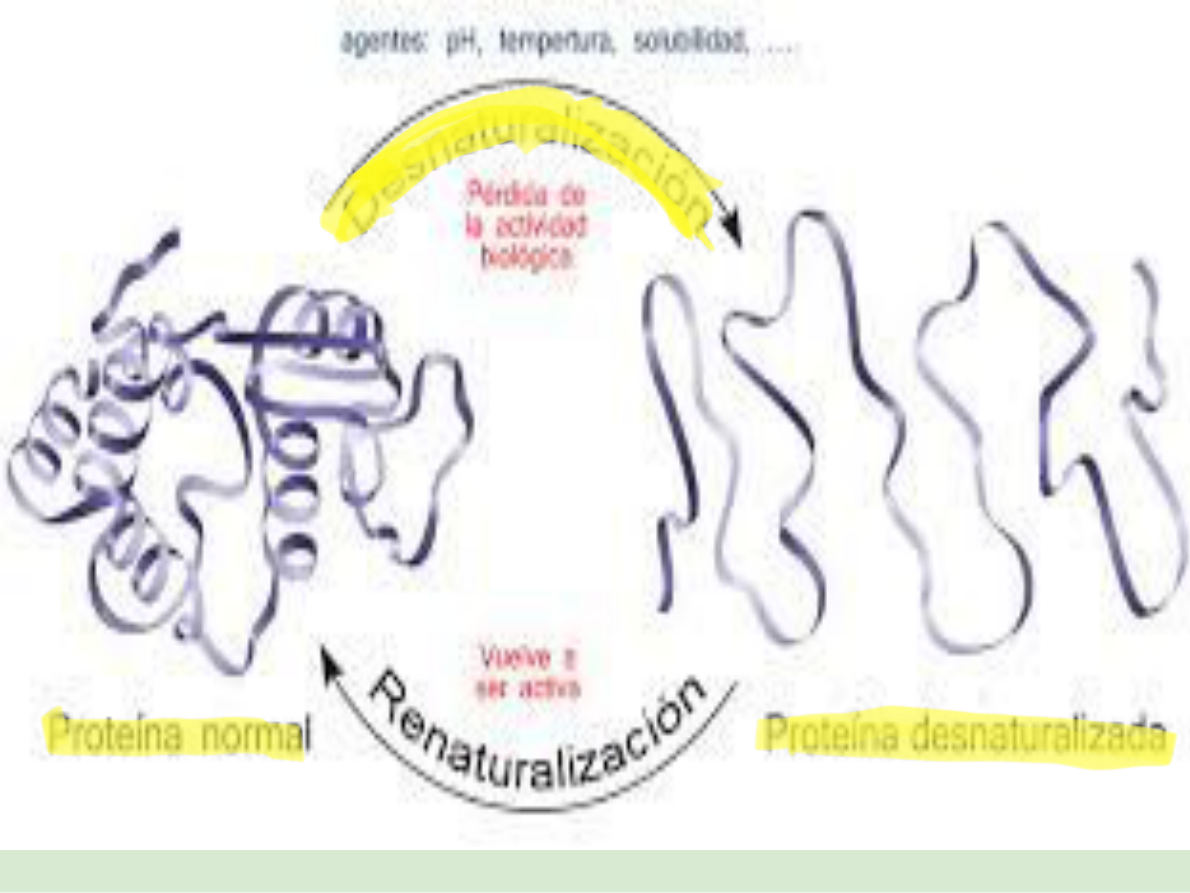 agentes: pH, tempertura, solubilidad, ....
Desnaturalización
Pérdida de
la actividad
biológica
Vuelve a
ser activa
Renaturalización
Proteína normal
Proteína desnaturalizada